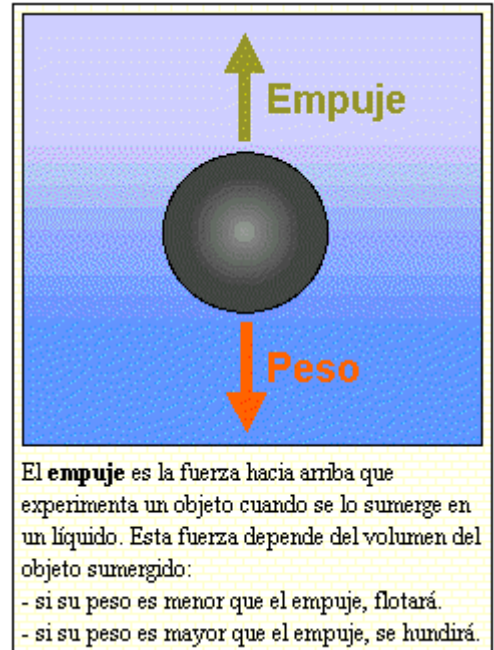 Empuje
Peso
El empuje es la fuerza hacia arriba que
experimenta un objeto cuando se lo sumerge en
un líquido. Esta fuerza depende del volumen del
objeto sumergido:
- si su peso es menor que el empuje, flotará.
- si su peso es mayor que el empuje, se hundirá.